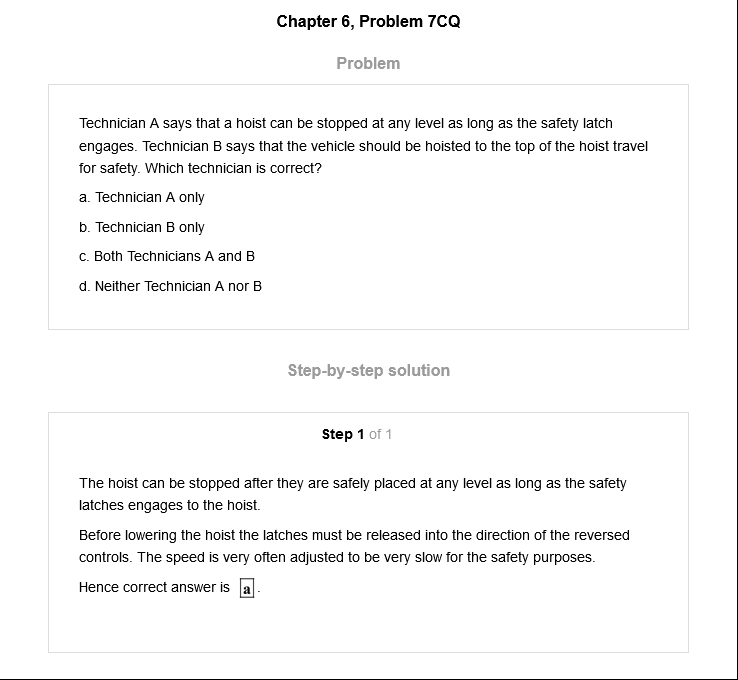 Chapter 6, Problem 7CQ
Problem
Technician A says that a hoist can be stopped at any level as long as the safety latch
engages. Technician B says that the vehicle should be hoisted to the top of the hoist travel
for safety. Which technician is correct?
a. Technician A only
b. Technician B only
c. Both Technicians A and B
d. Neither Technician A nor B
Step-by-step solution
Step 1 of 1
The hoist can be stopped after they are safely placed at any level as long as the safety
latches engages to the hoist.
Before lowering the hoist the latches must be released into the direction of the reversed
controls. The speed is very often adjusted to be very slow for the safety purposes.
Hence correct answer is a.